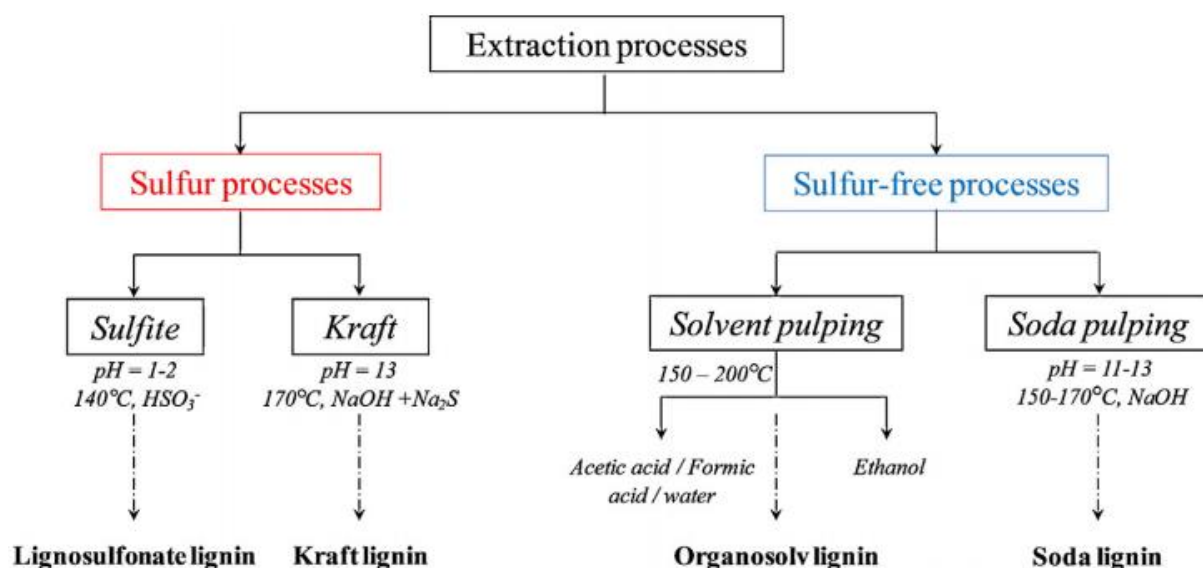 Extraction processes
Sulfur processes
Sulfur-free processes
Sulfite
pH = 1-2
140°C, HSO₃⁻
Kraft
pH = 13
170°C, NaOH +Na₂S
Solvent pulping
150 – 200°C
Soda pulping
pH = 11-13
150-170°C, NaOH
Acetic acid / Formic
acid / water
Ethanol
Lignosulfonate lignin
Kraft lignin
Organosolv lignin
Soda lignin